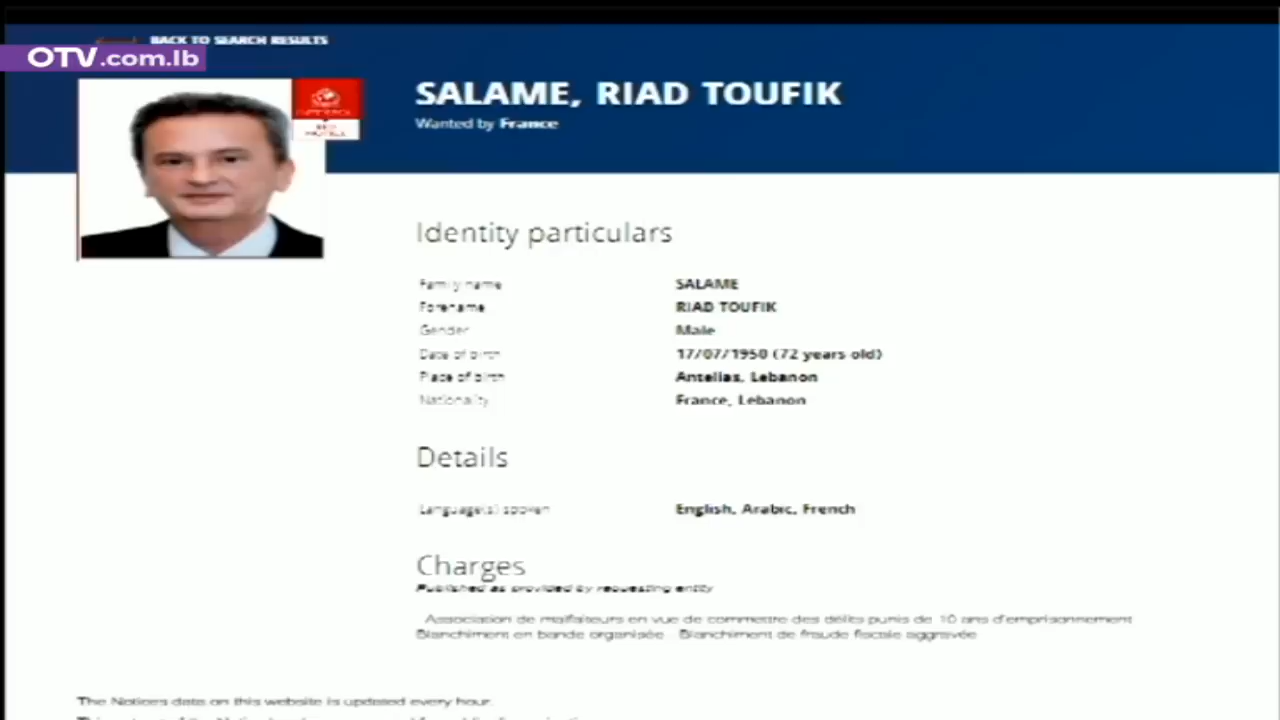 BACK TO SEARCH RESULTS
OTV.com.lb
SALAME, RIAD TOUFIK
Wanted by France
INTERPOL
RED
NOTICE
Identity particulars
Family name SALAME
Forename RIAD TOUFIK
Gender Male
Date of birth 17/07/1950 (72 years old)
Place of birth Antelias, Lebanon
Nationality France, Lebanon
Details
Language(s) spoken English, Arabic, French
Charges
Published as provided by requesting entity
Association de malfaiteurs en vue de commettre des délits punis de 10 ans d'emprisonnement
Blanchiment en bande organisée Blanchiment de fraude fiscale aggravée
The Notices data on this website is updated every hour.